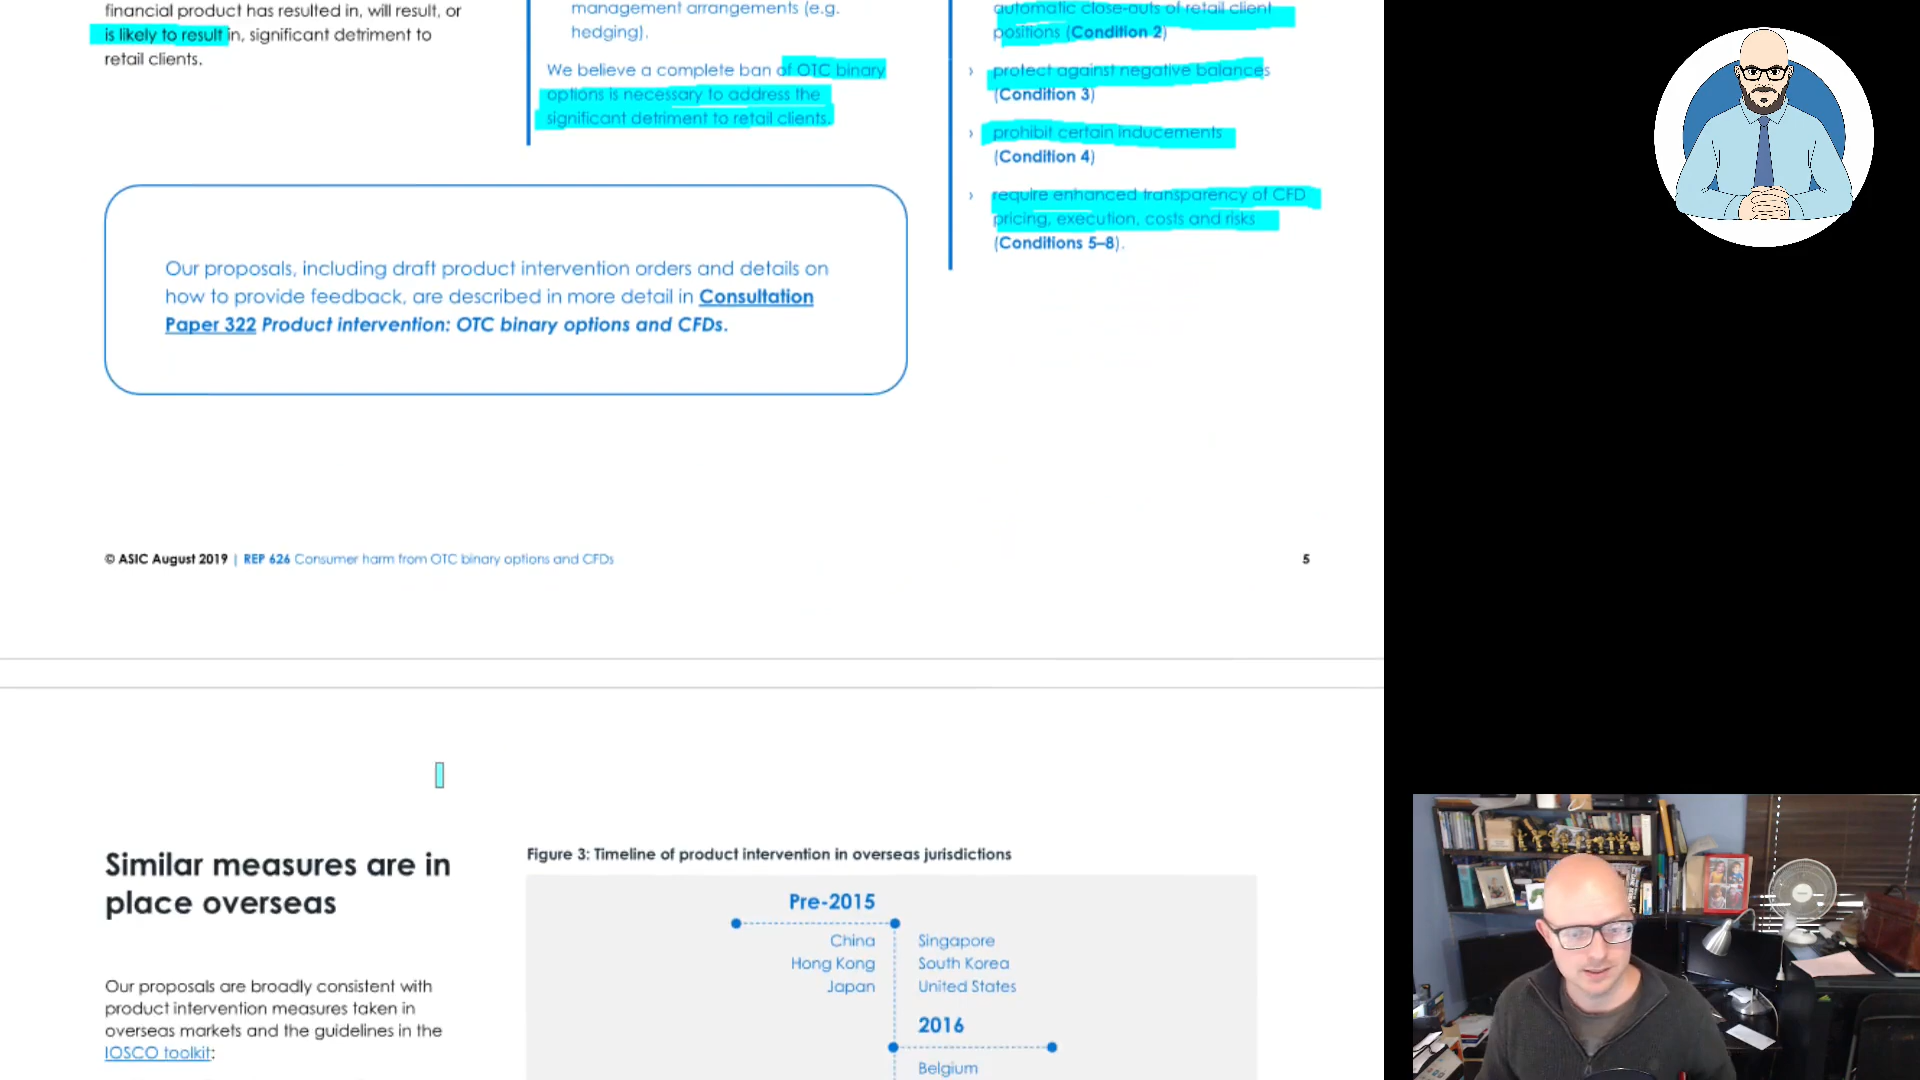 financial product has resulted in, will result, or
is likely to result in, significant detriment to
retail clients.
management arrangements (e.g.
hedging).
We believe a complete ban of OTC binary
options is necessary to address the
significant detriment to retail clients.
automatic close-outs of retail client
positions (Condition 2)
› protect against negative balances
(Condition 3)
› prohibit certain inducements
(Condition 4)
› require enhanced transparency of CFD
pricing, execution, costs and risks
(Conditions 5–8).
Our proposals, including draft product intervention orders and details on
how to provide feedback, are described in more detail in Consultation
Paper 322 Product intervention: OTC binary options and CFDs.
© ASIC August 2019 | REP 626 Consumer harm from OTC binary options and CFDs
5
Similar measures are in
place overseas
Our proposals are broadly consistent with
product intervention measures taken in
overseas markets and the guidelines in the
IOSCO toolkit:
Figure 3: Timeline of product intervention in overseas jurisdictions
Pre-2015
China
Hong Kong
Japan
Singapore
South Korea
United States
2016
Belgium